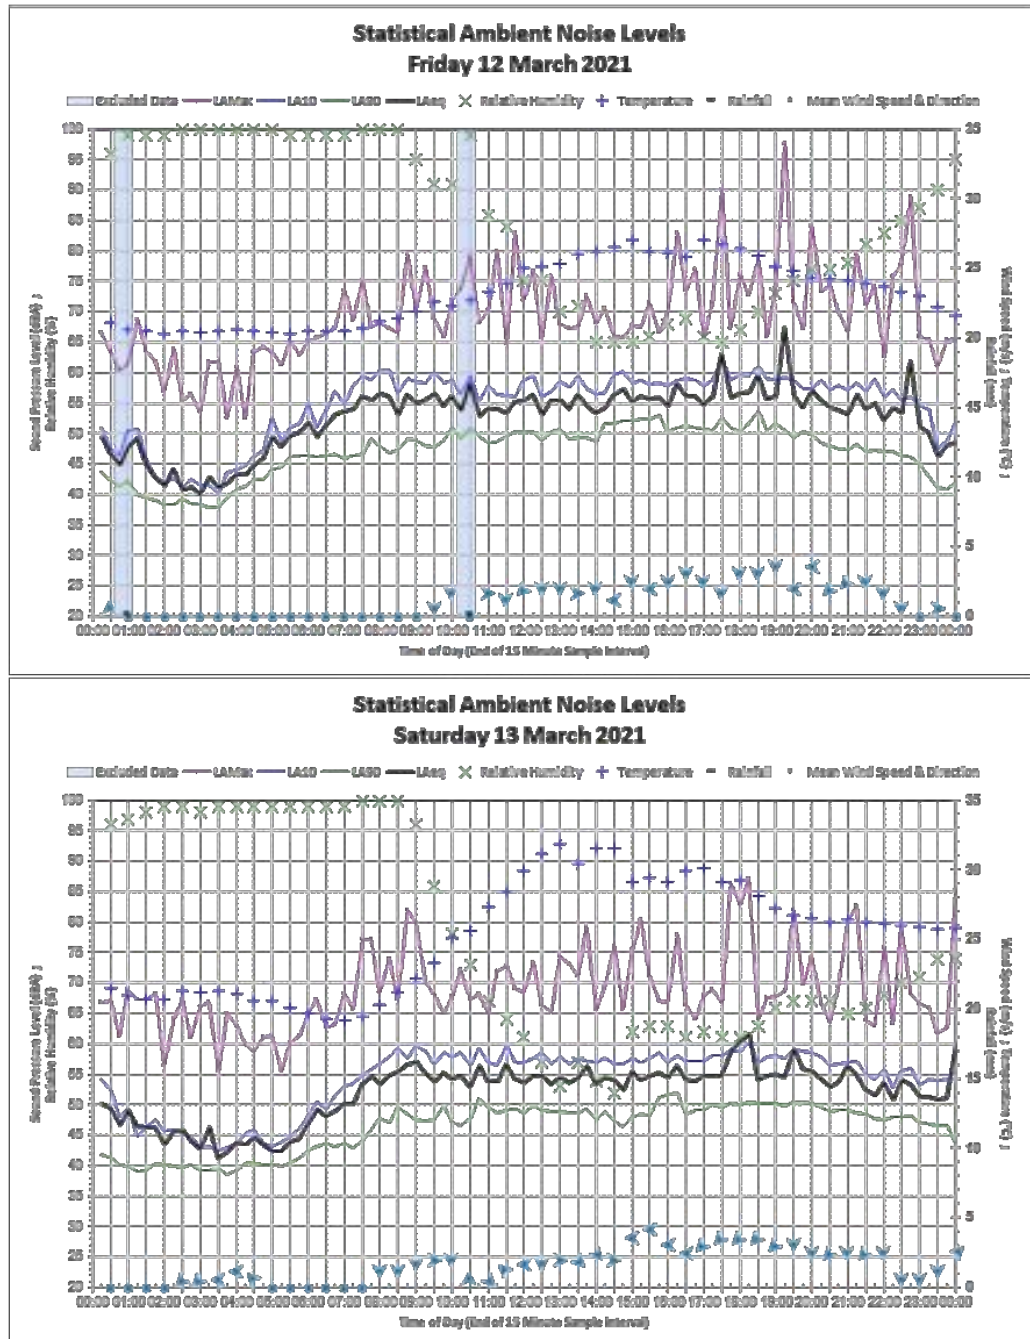 Statistical Ambient Noise Levels
Friday 12 March 2021
Excluded Data LAMax LA10 LA90 LAeq Relative Humidity Temperature Rainfall Mean Wind Speed & Direction
100
95
90
85
80
75
70
65
60
55
50
45
40
35
30
25
20
Sound Pressure Level (dBA) ;
Relative Humidity (%)
35
30
25
20
15
10
5
0
Wind Speed (m/s) ; Temperature (°C) ;
Rainfall (mm)
00:00 01:00 02:00 03:00 04:00 05:00 06:00 07:00 08:00 09:00 10:00 11:00 12:00 13:00 14:00 15:00 16:00 17:00 18:00 19:00 20:00 21:00 22:00 23:00 00:00
Time of Day (End of 15 Minute Sample Interval)
Statistical Ambient Noise Levels
Saturday 13 March 2021
Excluded Data LAMax LA10 LA90 LAeq Relative Humidity Temperature Rainfall Mean Wind Speed & Direction
100
95
90
85
80
75
70
65
60
55
50
45
40
35
30
25
20
Sound Pressure Level (dBA) ;
Relative Humidity (%)
35
30
25
20
15
10
5
0
Wind Speed (m/s) ; Temperature (°C) ;
Rainfall (mm)
00:00 01:00 02:00 03:00 04:00 05:00 06:00 07:00 08:00 09:00 10:00 11:00 12:00 13:00 14:00 15:00 16:00 17:00 18:00 19:00 20:00 21:00 22:00 23:00 00:00
Time of Day (End of 15 Minute Sample Interval)